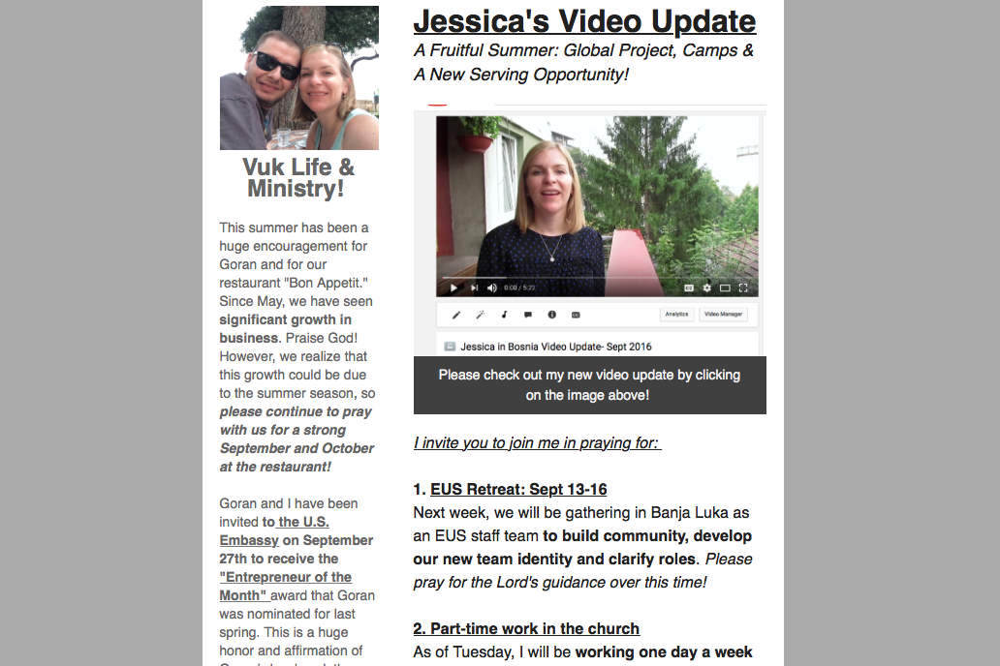 Vuk Life &
Ministry!
This summer has been a
huge encouragement for
Goran and for our
restaurant "Bon Appetit."
Since May, we have seen
significant growth in
business. Praise God!
However, we realize that
this growth could be due
to the summer season, so
please continue to pray
with us for a strong
September and October
at the restaurant!
Goran and I have been
invited to the U.S.
Embassy on September
27th to receive the
"Entrepreneur of the
Month" award that Goran
was nominated for last
spring. This is a huge
honor and affirmation of
Jessica's Video Update
A Fruitful Summer: Global Project, Camps &
A New Serving Opportunity!
0:00 / 5:22
Analytics
Video Manager
Jessica in Bosnia Video Update- Sept 2016
Please check out my new video update by clicking
on the image above!
I invite you to join me in praying for:
1. EUS Retreat: Sept 13-16
Next week, we will be gathering in Banja Luka as
an EUS staff team to build community, develop
our new team identity and clarify roles. Please
pray for the Lord's guidance over this time!
2. Part-time work in the church
As of Tuesday, I will be working one day a week